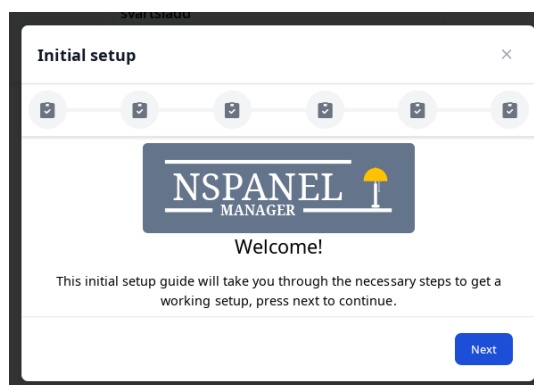 svartsladd
Initial setup
NSPANEL
MANAGER
Welcome!
This initial setup guide will take you through the necessary steps to get a
working setup, press next to continue.
Next